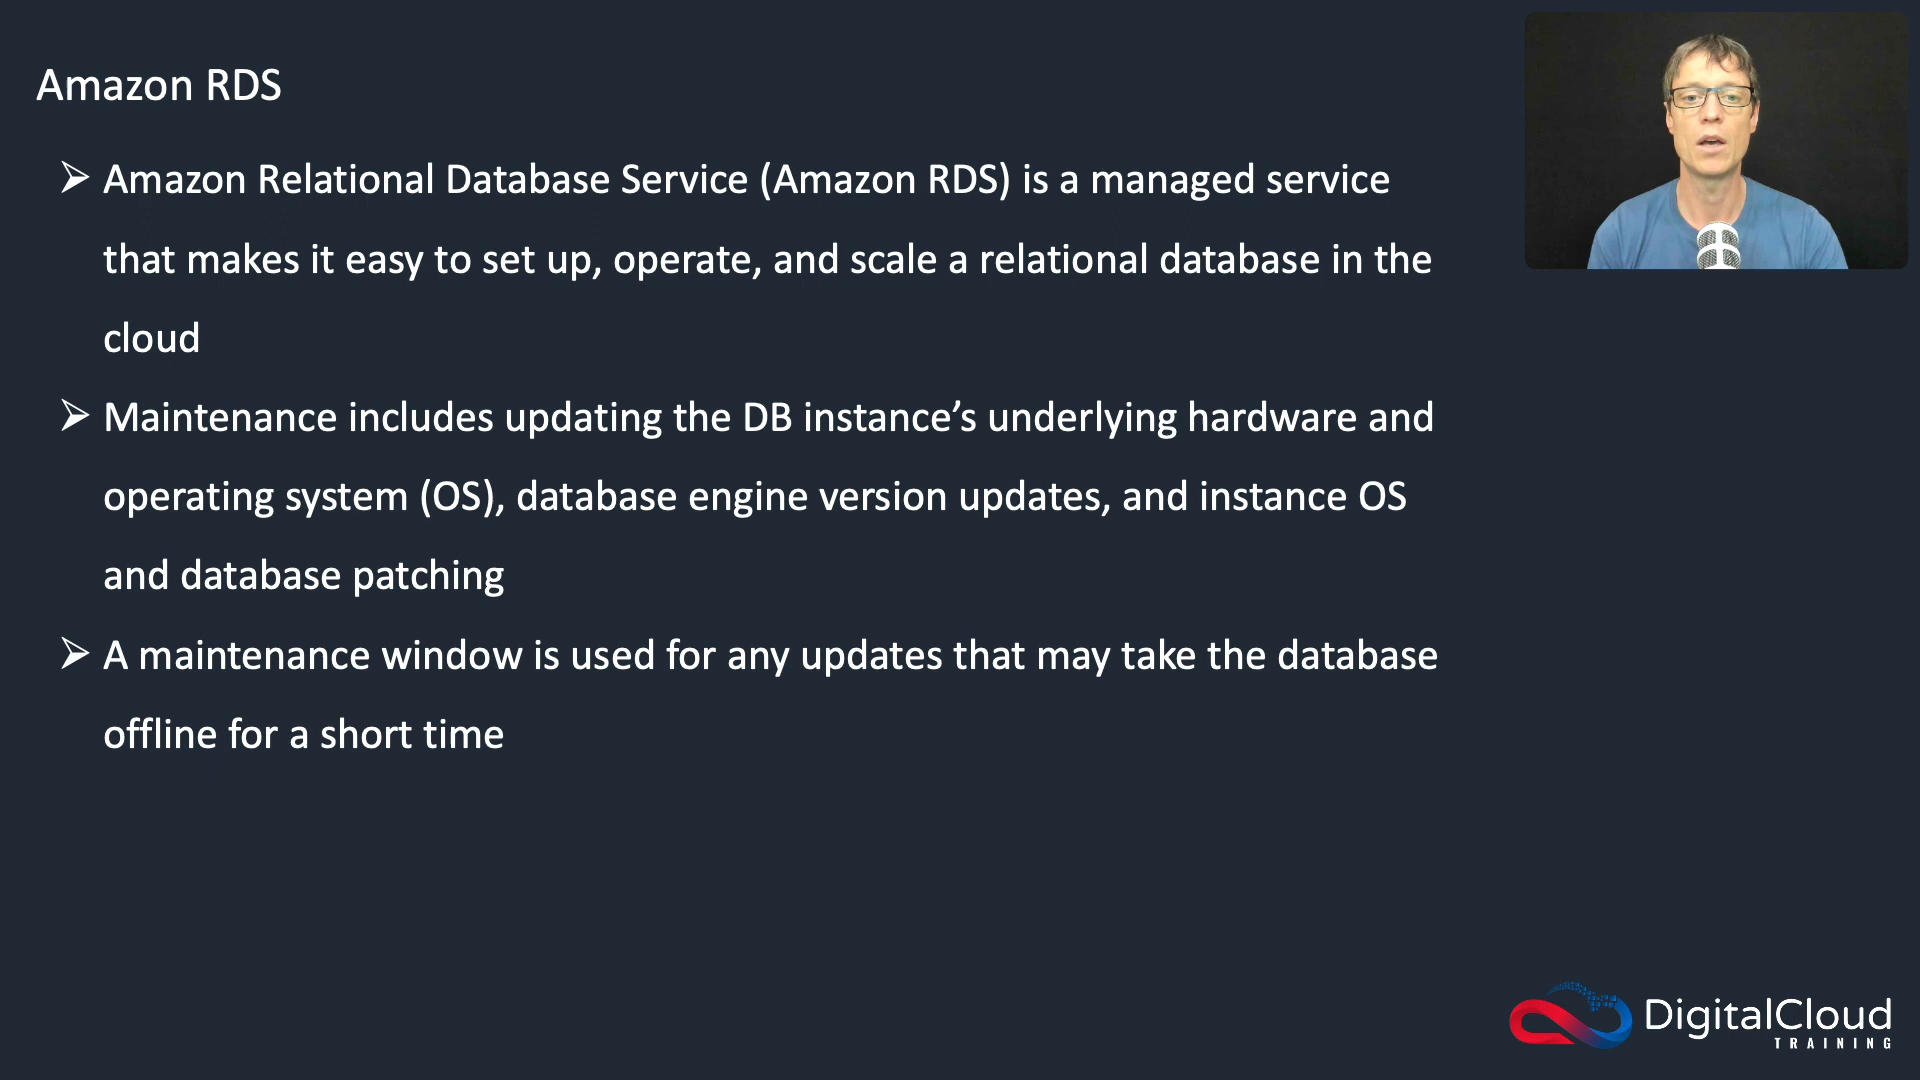 Amazon RDS
Amazon Relational Database Service (Amazon RDS) is a managed service
that makes it easy to set up, operate, and scale a relational database in the
cloud
Maintenance includes updating the DB instance’s underlying hardware and
operating system (OS), database engine version updates, and instance OS
and database patching
A maintenance window is used for any updates that may take the database
offline for a short time
DigitalCloud
TRAINING